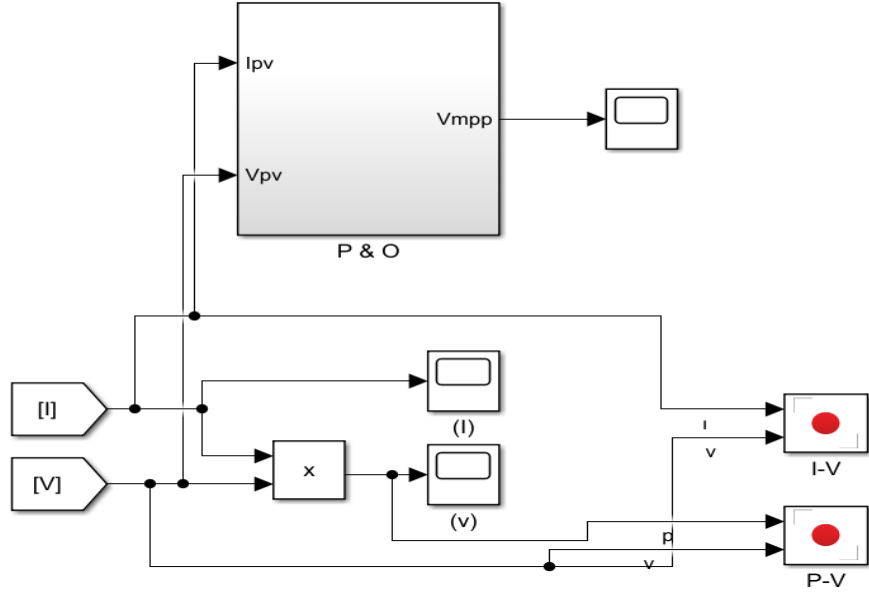 Ipv
Vmpp
Vpv
P & O
[I]
(I)
I
V
I-V
[V]
x
(v)
p
v
P-V